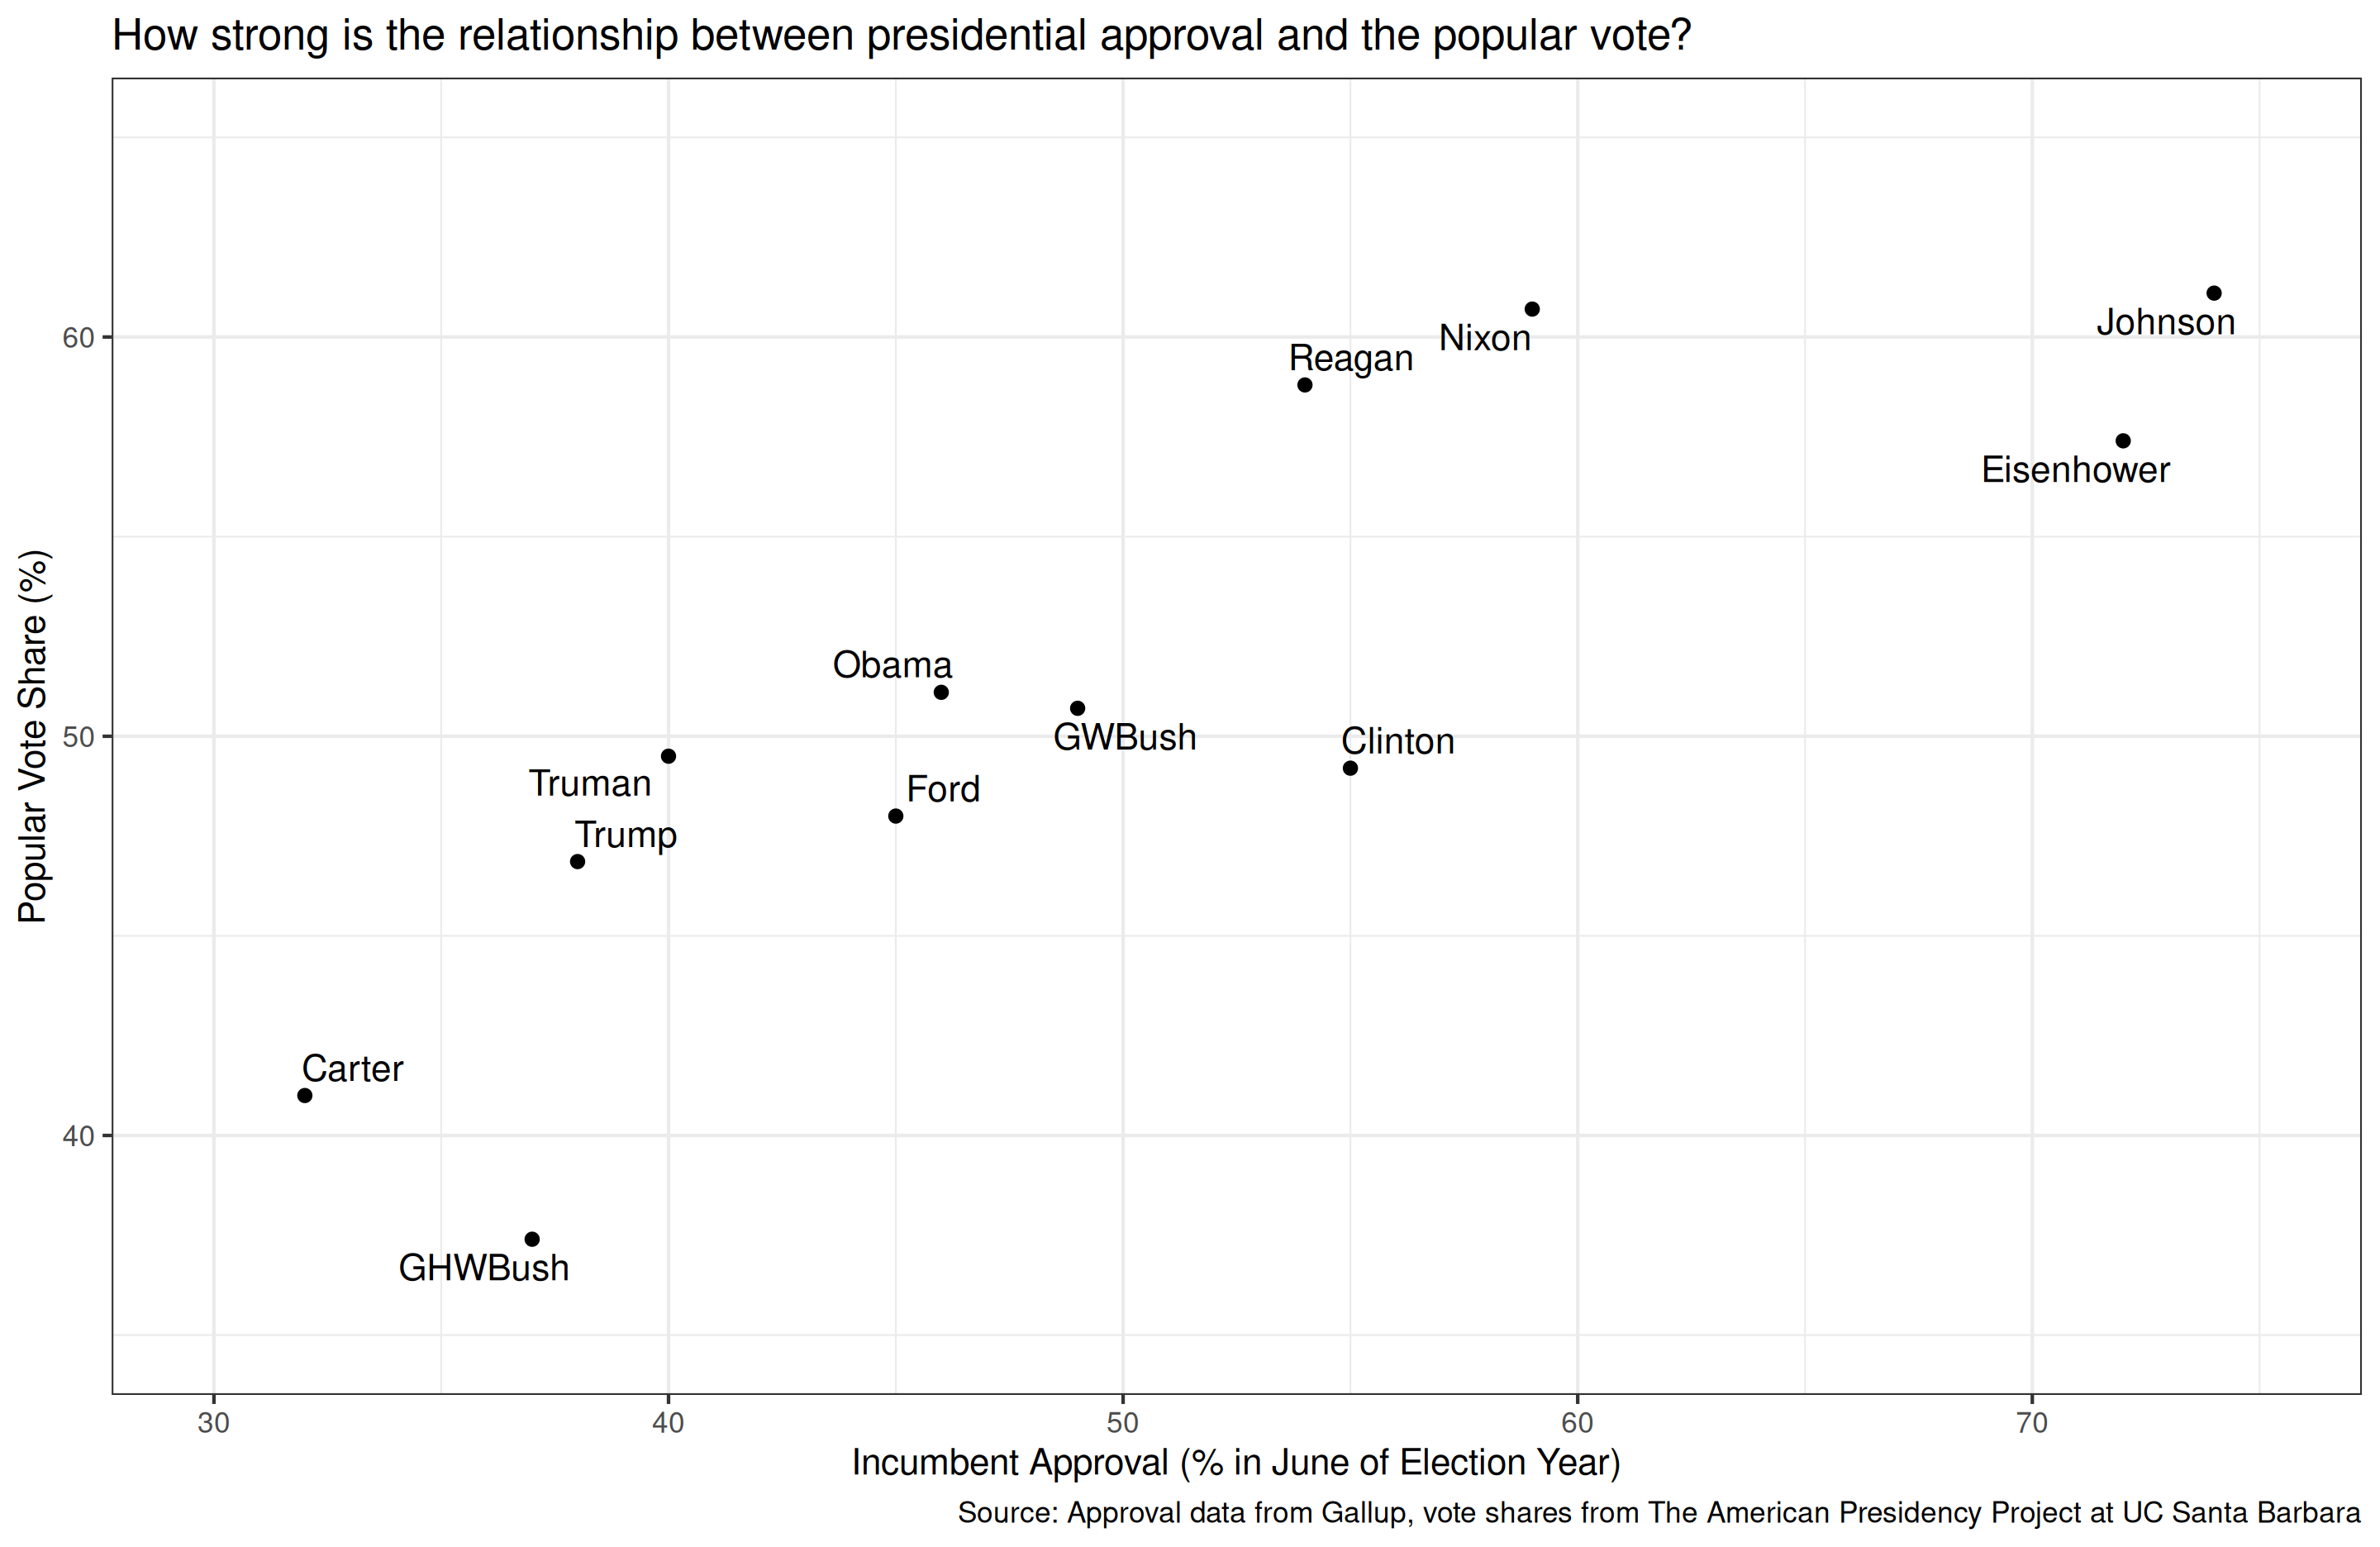 How strong is the relationship between presidential approval and the popular vote?
Popular Vote Share (%)
60
50
40
Johnson
Nixon
Reagan
Eisenhower
Obama
GWBush
Clinton
Truman
Ford
Trump
Carter
GHWBush
30
40
50
60
70
Incumbent Approval (% in June of Election Year)
Source: Approval data from Gallup, vote shares from The American Presidency Project at UC Santa Barbara